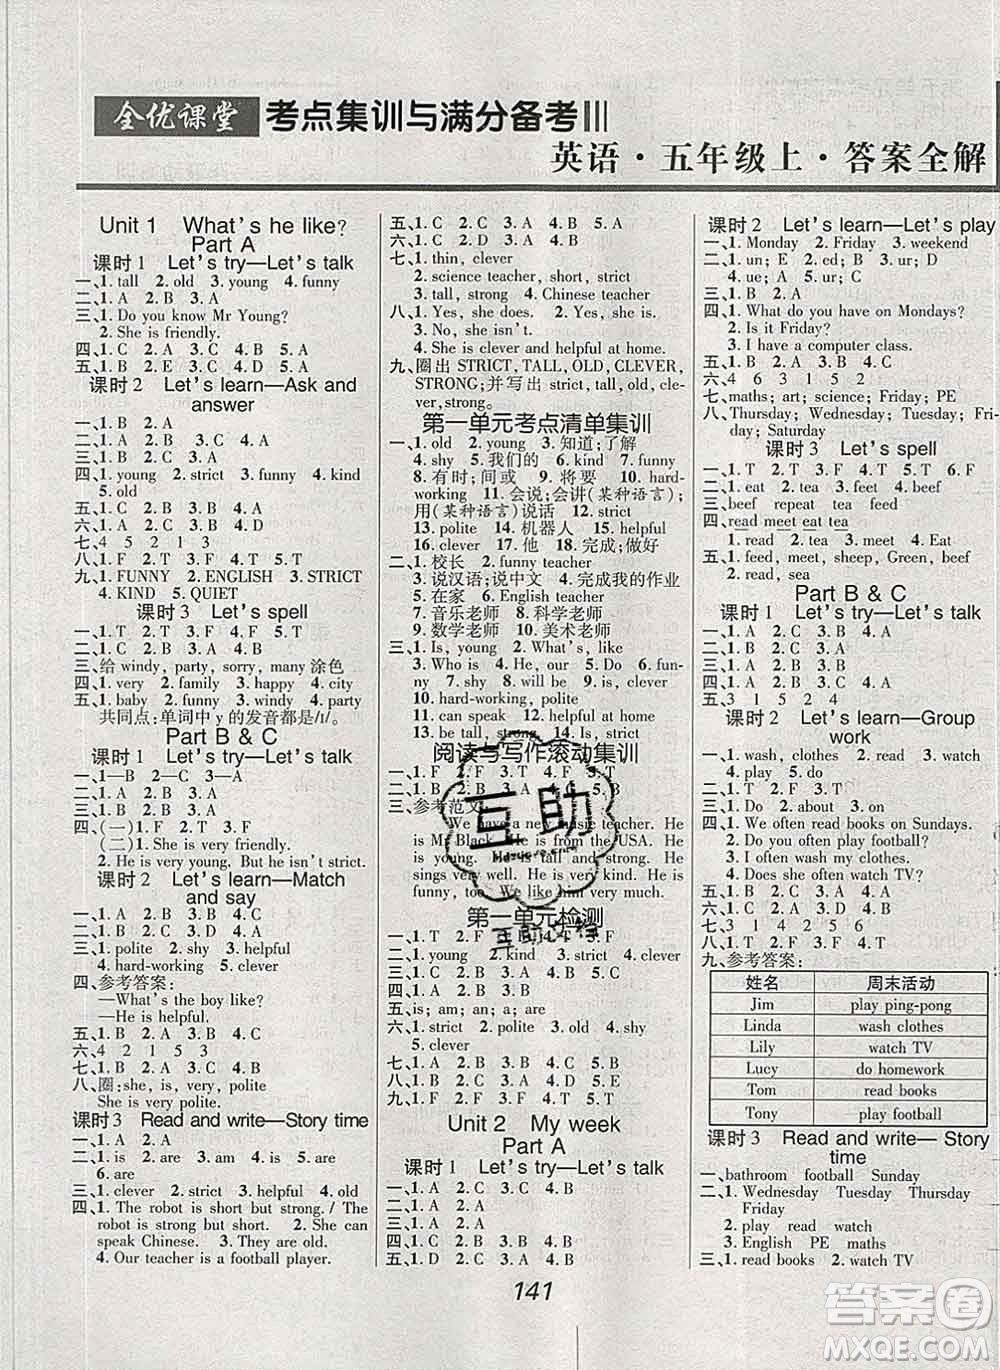 全优课堂 考点集训与满分备考III
英语·五年级上·答案全解
Unit 1 What's he like?
Part A
课时1 Let's try—Let's talk
一、1. tall 2. old 3. young 4. funny
二、1. A 2. B 3. A
三、1. Do you know Mr Young?
2. She is friendly.
四、1. C 2. A 3. A 4. B 5. A
五、1. B 2. C 3. A 4. D
课时2 Let's learn—Ask and
answer
一、1. B 2. A
二、1. A 2. A 3. B 4. B
三、1. B 2. A 3. B
四、1. young 2. strict 3. funny 4. kind
5. old
五、1. C 2. B 3. A 4. A
六、1. A 2. C 3. B 4. D
七、4 5 2 1 3
八、1. F 2. F 3. T 4. T 5. T
九、1. FUNNY 2. ENGLISH 3. STRICT
4. KIND 5. QUIET
课时3 Let's spell
一、1. T 2. T 3. F 4. F 5. T
三、给 windy, party, sorry, many 涂色
四、1. very 2. family 3. happy 4. city
五、1. baby 2. funny 3. windy 4. party
共同点:单词中 y 的发音都是/ɪ/。
Part B & C
课时1 Let's try—Let's talk
一、1—B 2—C 3—A
二、1. C 2. A 3. C 4. B 5. A
三、1. B 2. B 3. D
四、(一)1. F 2. T 3. F
(二)1. She is very friendly.
2. He is very young. But he isn't strict.
课时2 Let's learn—Match
and say
一、1. A 2. B 3. B 4. C
二、1. B 2. C 3. D 4. A
三、1. polite 2. shy 3. helpful
4. hard-working 5. clever
四、参考答案:
—What's the boy like?
—He is helpful.
五、1. B 2. A 3. B 4. C
六、4 2 1 5 3
七、1. B 2. A 3. B
八、圈:she, is, very, polite
She is very polite.
课时3 Read and write—Story time
一、1. A 2. A
二、1. is 2. are 3. am 4. is 5. are
6. are
三、1. clever 2. strict 3. helpful 4. old
四、1. The robot is short but strong. / The
robot is strong but short. 2. She can
speak Chinese. 3. They are old.
4. Our teacher is a football player.
五、1. C 2. C 3. A 4. B 5. A
六、1. C 2. D 3. A 4. B
七、1. thin, clever
2. science teacher, short, strict
3. tall, strong 4. Chinese teacher
八、1. Yes, she does. 2. Yes, she is.
3. No, she isn't.
4. She is clever and helpful at home.
九、圈出 STRICT, TALL, OLD, CLEVER,
STRONG;并写出 strict, tall, old, cle-
ver, strong。
第一单元考点清单集训
一、1. old 2. young 3. 知道;了解
4. shy 5. 我们的 6. kind 7. funny
8. 有时;间或 9. 将要 10. hard-
working 11. 会说;会讲(某种语言);
用(某种语言)说话 12. strict
13. polite 14. 机器人 15. helpful
16. clever 17. 他 18. 完成;做好
二、1. 校长 2. funny teacher
3. 说汉语;说中文 4. 完成我的作业
5. 在家 6. English teacher
7. 音乐老师 8. 科学老师
9. 数学老师 10. 美术老师
三、1. Is, young 2. What's, like
3. Who is 4. He, our 5. is, funny
6. very 7. shy 8. will be 9. is, strict
10. hard-working, polite
11. can speak 12. helpful at home
13. be tall, strong
阅读与写作滚动集训
一、1. F 2. F 3. T 4. F 5. T
二、1. B 2. B 3. A 4. B 5. A
三、参考范文:
We have a new music teacher. He
is Mr Black. He is from the USA. He
is young. He is tall and strong. He
sings very well. He is very kind. He is
funny, too. We like him very much.
第一单元检测
一、1. T 2. F 3. F 4. T 5. T
二、1. young 2. kind 3. strict 4. clever
三、1. B 2. B 3. A 4. A 5. B
四、1. A 2. A 3. B 4. C 5. A
五、is; am; an; a; are
六、1. strict 2. polite 3. old 4. shy
5. clever
七、1. C 2. A 3. D 4. E 5. B
八、1. C 2. B 3. B 4. A 5. B
九、1. F 2. T 3. F 4. F 5. T
Unit 2 My week
Part A
课时1 Let's try—Let's talk
一、1. A 2. B 3. C 4. B
二、1. A 2. A
三、1. A 2. A
四、1. C 2. C 3. A 4. B
五、1. D 2. A 3. C 4. B
课时2 Let's learn—Let's play
一、1. Monday 2. Friday 3. weekend
二、1. un; E 2. ed; D 3. ur; C
4. ue; A 5. ur; B
三、1. B 2. A
四、1. What do you have on Mondays?
2. Is it Friday?
3. I have a computer class.
五、1. B 2. A 3. A 4. B 5. C
六、4 6 3 1 5 2
七、maths; art; science; Friday; PE
八、Thursday; Wednesday; Tuesday; Fri-
day; Saturday
课时3 Let's spell
一、1. T 2. T 3. F 4. F 5. T 6. F
二、1. eat 2. tea 3. feet 4. beef
三、beef repeat tea feet
四、read meet eat tea
1. read 2. tea 3. meet 4. Eat
五、1. feed, meet, sheep, Green, beef
2. read, sea
Part B & C
课时1 Let's try—Let's talk
一、1. A 2. C 3. B 4. B
二、1. B 2. D 3. A 4. C
三、1. C 2. B 3. A
四、1. B 2. A 3. B 4. A
五、3 1 5 2 4
课时2 Let's learn—Group
work
一、1. wash, clothes 2. read 3. watch
4. play 5. do
二、1. T 2. F 3. F 4. T
三、1. Do 2. about 3. do 4. on
四、1. We often read books on Sundays.
2. Do you often play football?
3. I often wash my clothes.
4. Does she often watch TV?
五、1. B 2. A 3. B 4. B 5. C
六、1. C 2. B 3. A
七、3 1 4 2 5 6
八、1. F 2. T 3. F 4. T
九、参考答案:
姓名 周末活动
Jim play ping-pong
Linda wash clothes
Lily watch TV
Lucy do homework
Tom read books
Tony play football
课时3 Read and write—Story
time
一、bathroom football Sunday
二、1. Wednesday Tuesday Thursday
Friday
2. play read watch
3. English PE maths
三、1. read books 2. watch TV
141
互助
答案圈
MXQE.COM